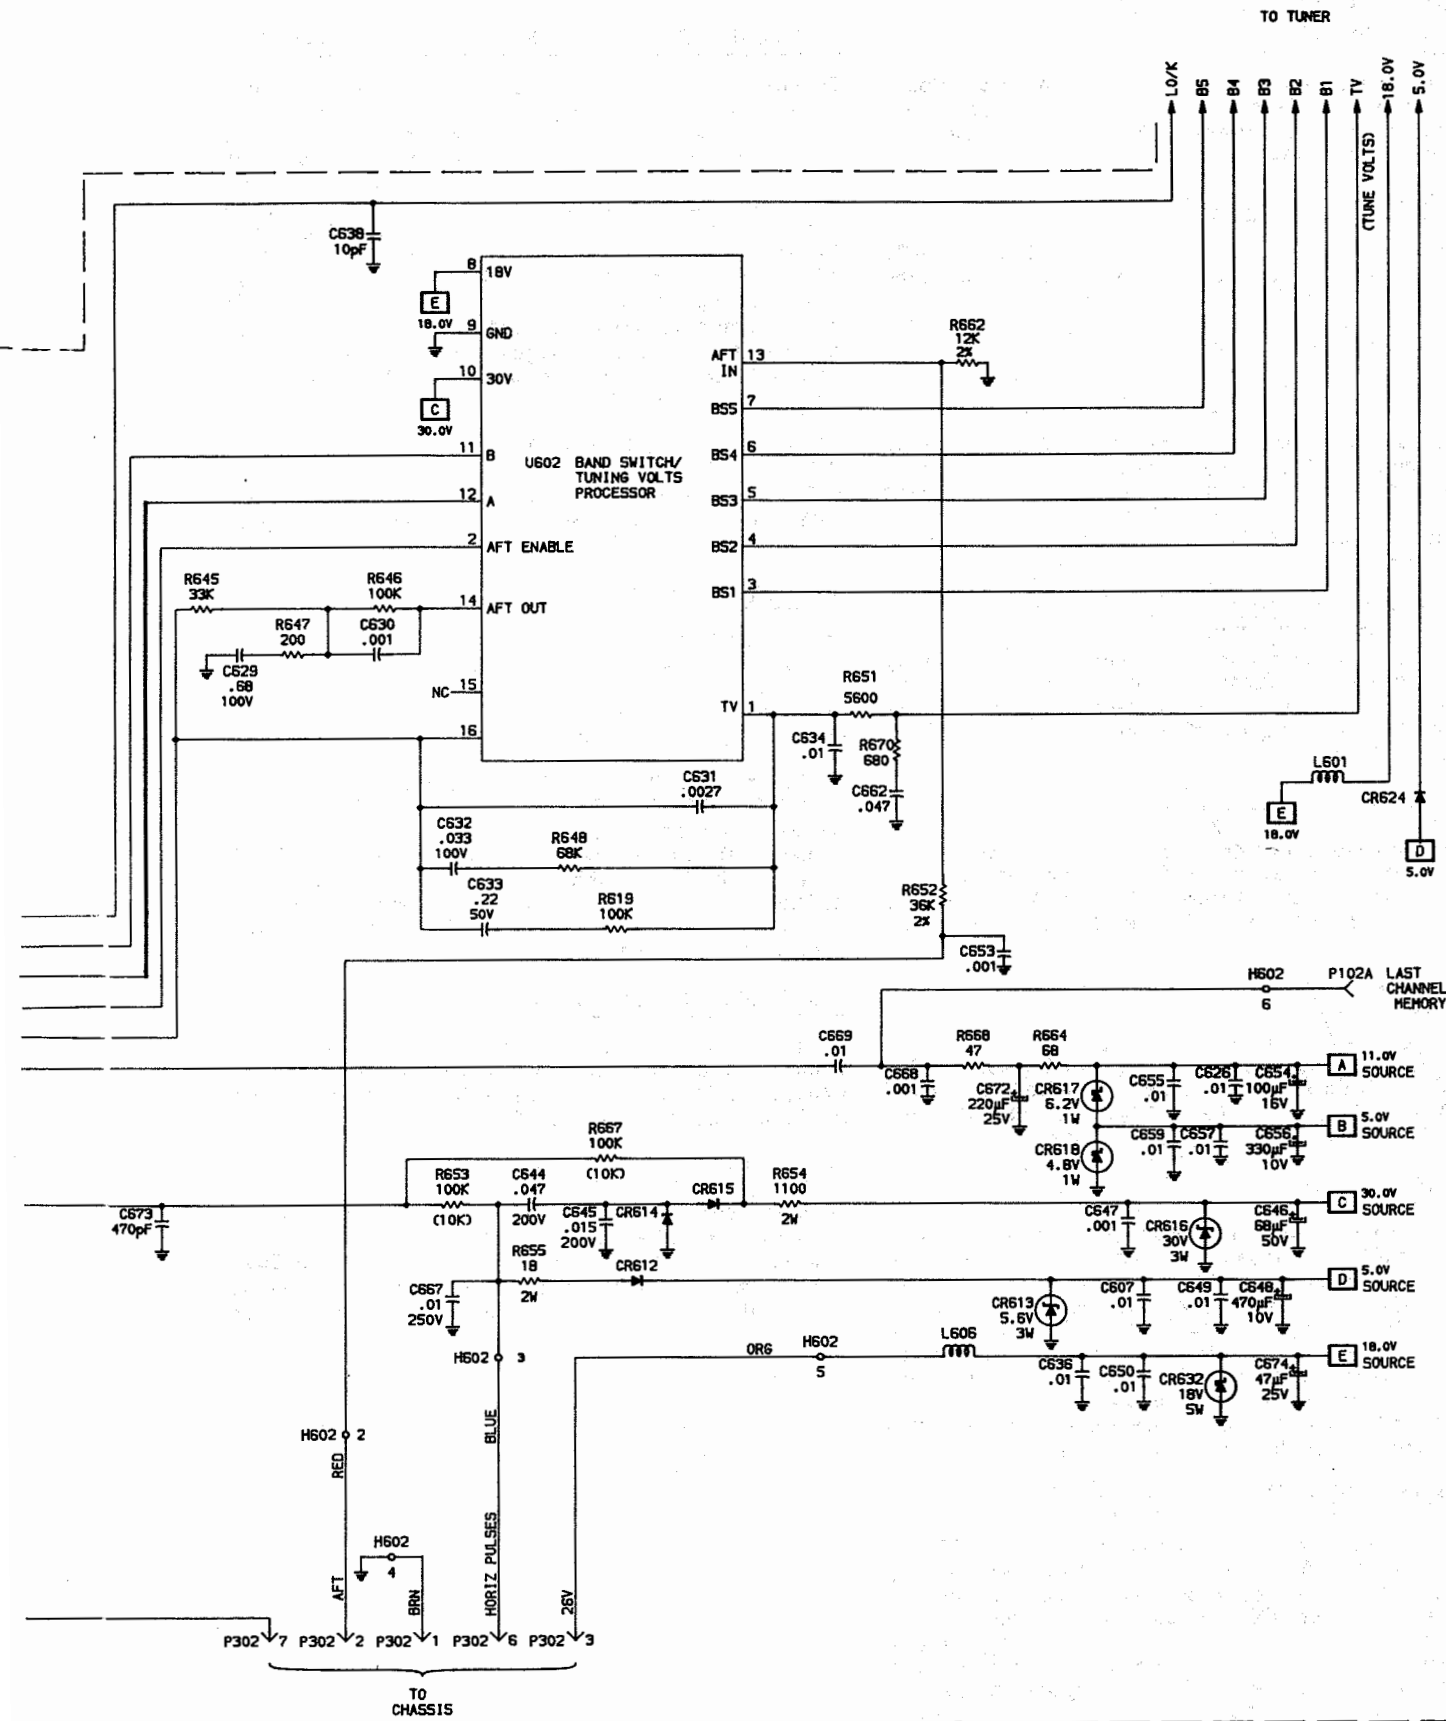 TO TUNER
LO/K
B5
B4
B3
B2
B1
TV
18.0V
5.0V
(TUNE VOLTS)
C638
10pF
8
18V
E
18.0V
9
GND
10
30V
C
30.0V
11
B
12
A
2
AFT ENABLE
14
AFT OUT
NC
15
16
U602 BAND SWITCH/
TUNING VOLTS
PROCESSOR
AFT
IN
13
BS5
7
BS4
6
BS3
5
BS2
4
BS1
3
TV
1
R662
12K
2%
R645
33K
R646
100K
R647
200
C630
.001
C629
.68
100V
R651
5600
C634
.01
R670
680
C662
.047
C631
.0027
C632
.033
100V
R648
68K
C633
.22
50V
R619
100K
L601
E
18.0V
CR624
D
5.0V
R652
36K
2%
C653
.001
H602
6
P102A
LAST
CHANNEL
MEMORY
C669
.01
C668
.001
R668
47
R664
68
C672
220µF
25V
CR617
6.2V
1W
C655
.01
C626
.01
C654
100µF
16V
A
11.0V
SOURCE
CR618
4.8V
1W
C659
.01
C657
.01
C656
330µF
10V
B
5.0V
SOURCE
R667
100K
(10K)
C673
470pF
R653
100K
(10K)
C644
.047
200V
C645
.015
200V
CR614
CR615
R654
1100
2W
C647
.001
CR616
30V
3W
C646
68µF
50V
C
30.0V
SOURCE
C667
.01
250V
R655
18
2W
CR612
CR613
5.6V
3W
C607
.01
C649
.01
C648
470µF
10V
D
5.0V
SOURCE
H602
3
ORG
H602
5
L606
C636
.01
C650
.01
CR632
18V
5W
C674
47µF
25V
E
18.0V
SOURCE
H602
2
RED
BLUE
H602
4
AFT
BRN
HORIZ PULSES
26V
P302
7
P302
2
P302
1
P302
6
P302
3
TO
CHASSIS